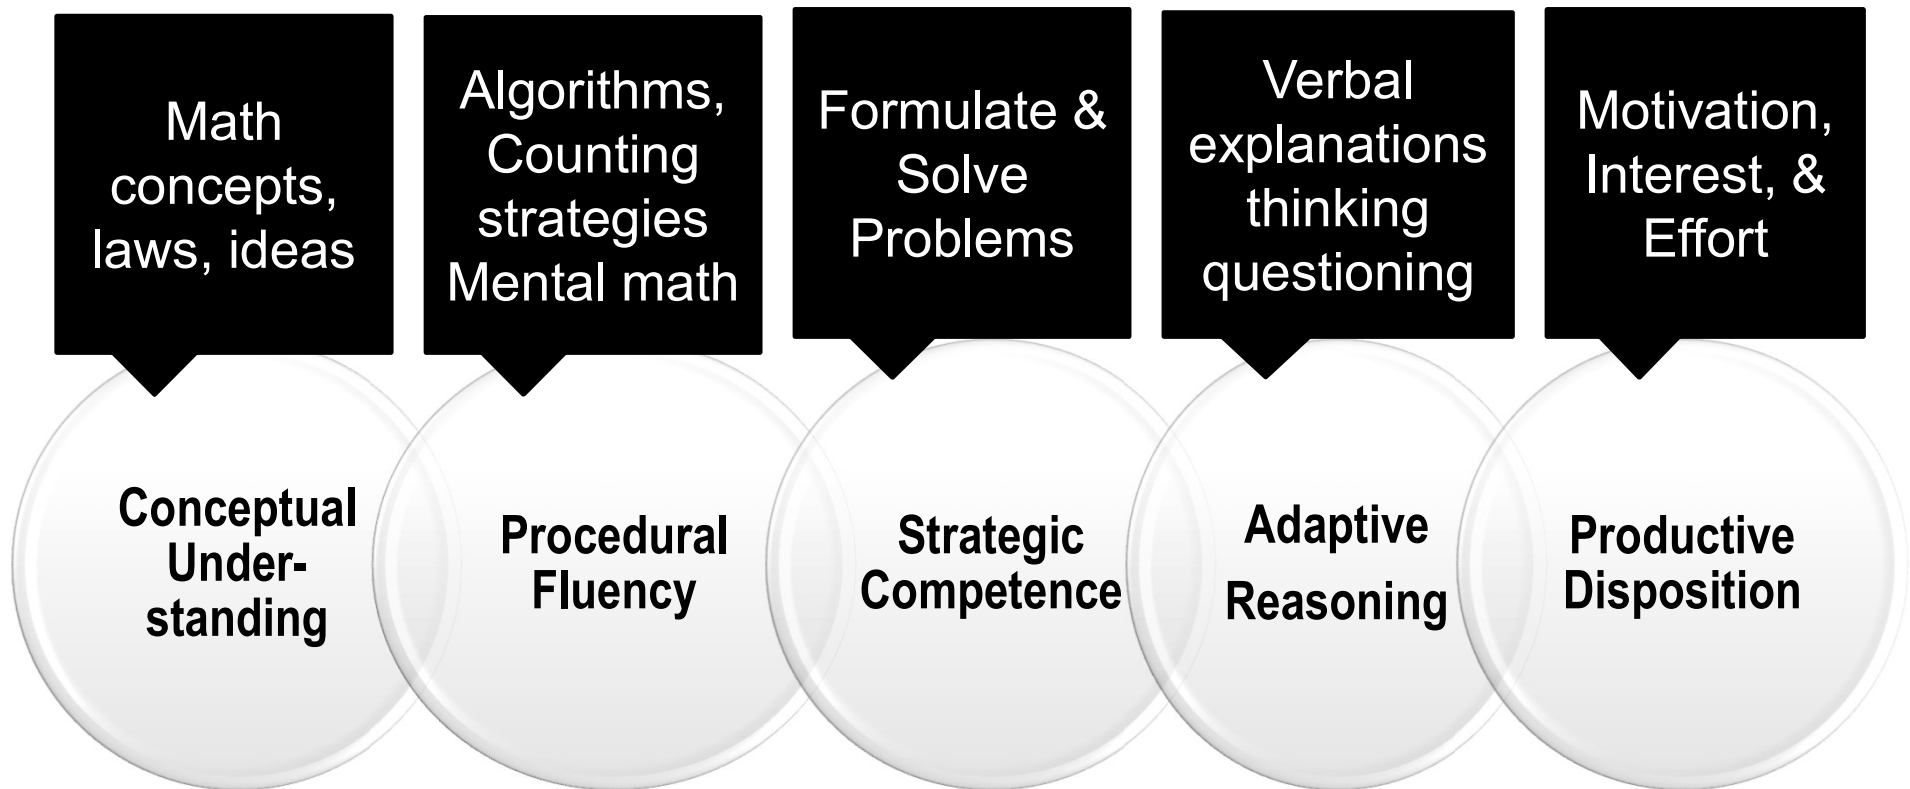 Math
concepts,
laws, ideas
Algorithms,
Counting
strategies
Mental math
Formulate &
Solve
Problems
Verbal
explanations
thinking
questioning
Motivation,
Interest, &
Effort
Conceptual
Under-
standing
Procedural
Fluency
Strategic
Competence
Adaptive
Reasoning
Productive
Disposition